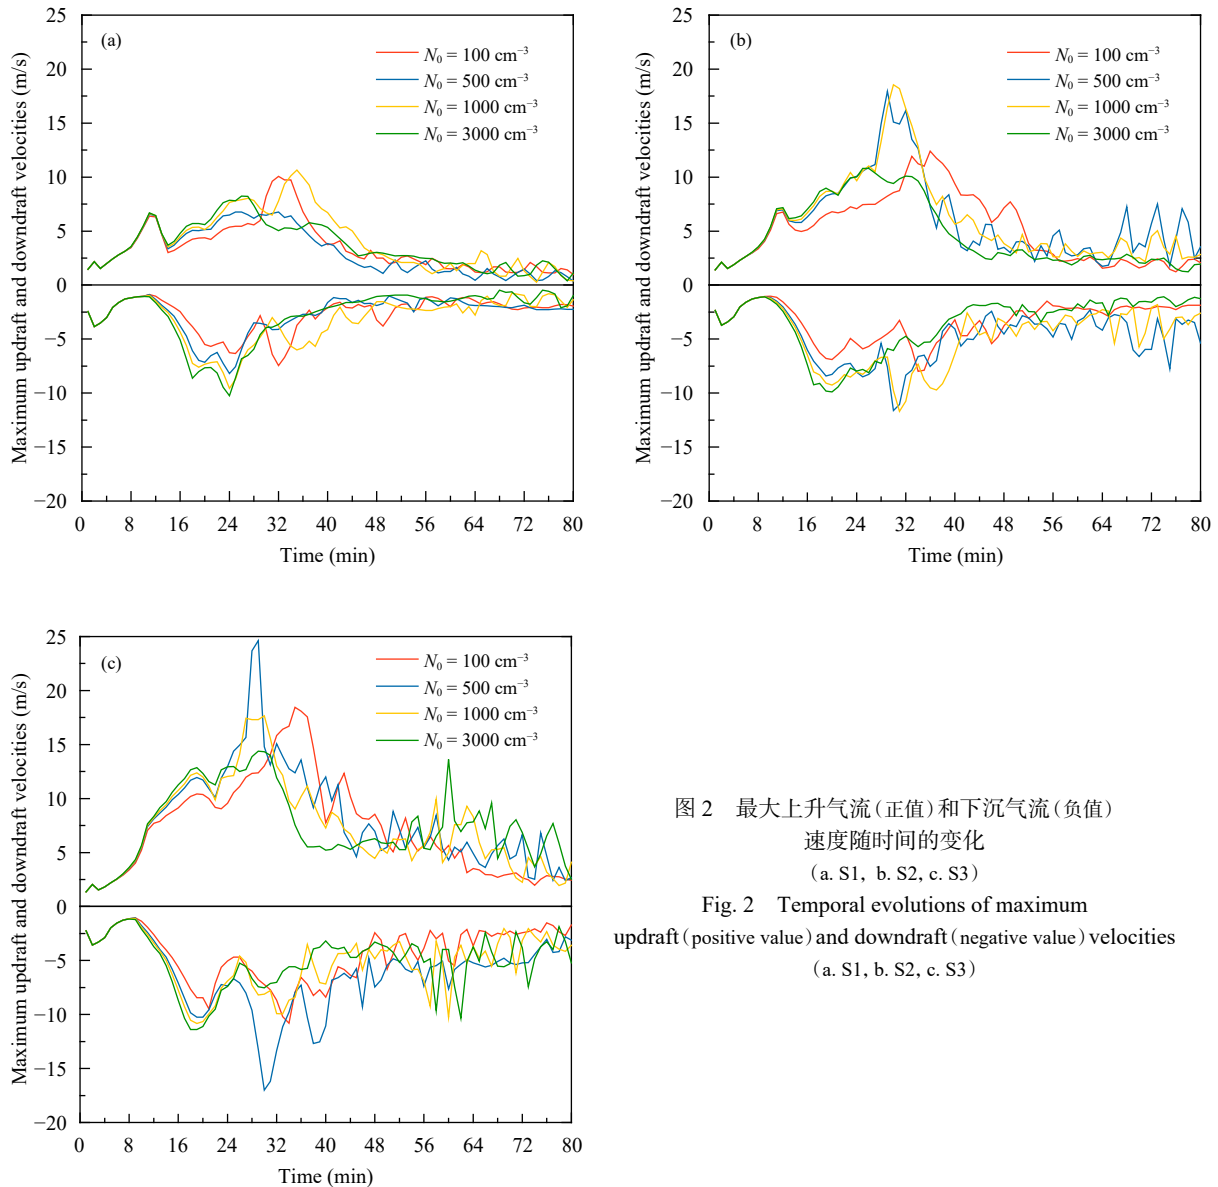 Maximum updraft and downdraft velocities (m/s)
25
20
15
10
5
0
−5
−10
−15
−20
(a)
N₀ = 100 cm⁻³
N₀ = 500 cm⁻³
N₀ = 1000 cm⁻³
N₀ = 3000 cm⁻³
0 8 16 24 32 40 48 56 64 72 80
Time (min)
Maximum updraft and downdraft velocities (m/s)
25
20
15
10
5
0
−5
−10
−15
−20
(b)
N₀ = 100 cm⁻³
N₀ = 500 cm⁻³
N₀ = 1000 cm⁻³
N₀ = 3000 cm⁻³
0 8 16 24 32 40 48 56 64 72 80
Time (min)
Maximum updraft and downdraft velocities (m/s)
25
20
15
10
5
0
−5
−10
−15
−20
(c)
N₀ = 100 cm⁻³
N₀ = 500 cm⁻³
N₀ = 1000 cm⁻³
N₀ = 3000 cm⁻³
0 8 16 24 32 40 48 56 64 72 80
Time (min)
图 2 最大上升气流(正值)和下沉气流(负值)
速度随时间的变化
(a. S1, b. S2, c. S3)
Fig. 2 Temporal evolutions of maximum
updraft (positive value) and downdraft (negative value) velocities
(a. S1, b. S2, c. S3)